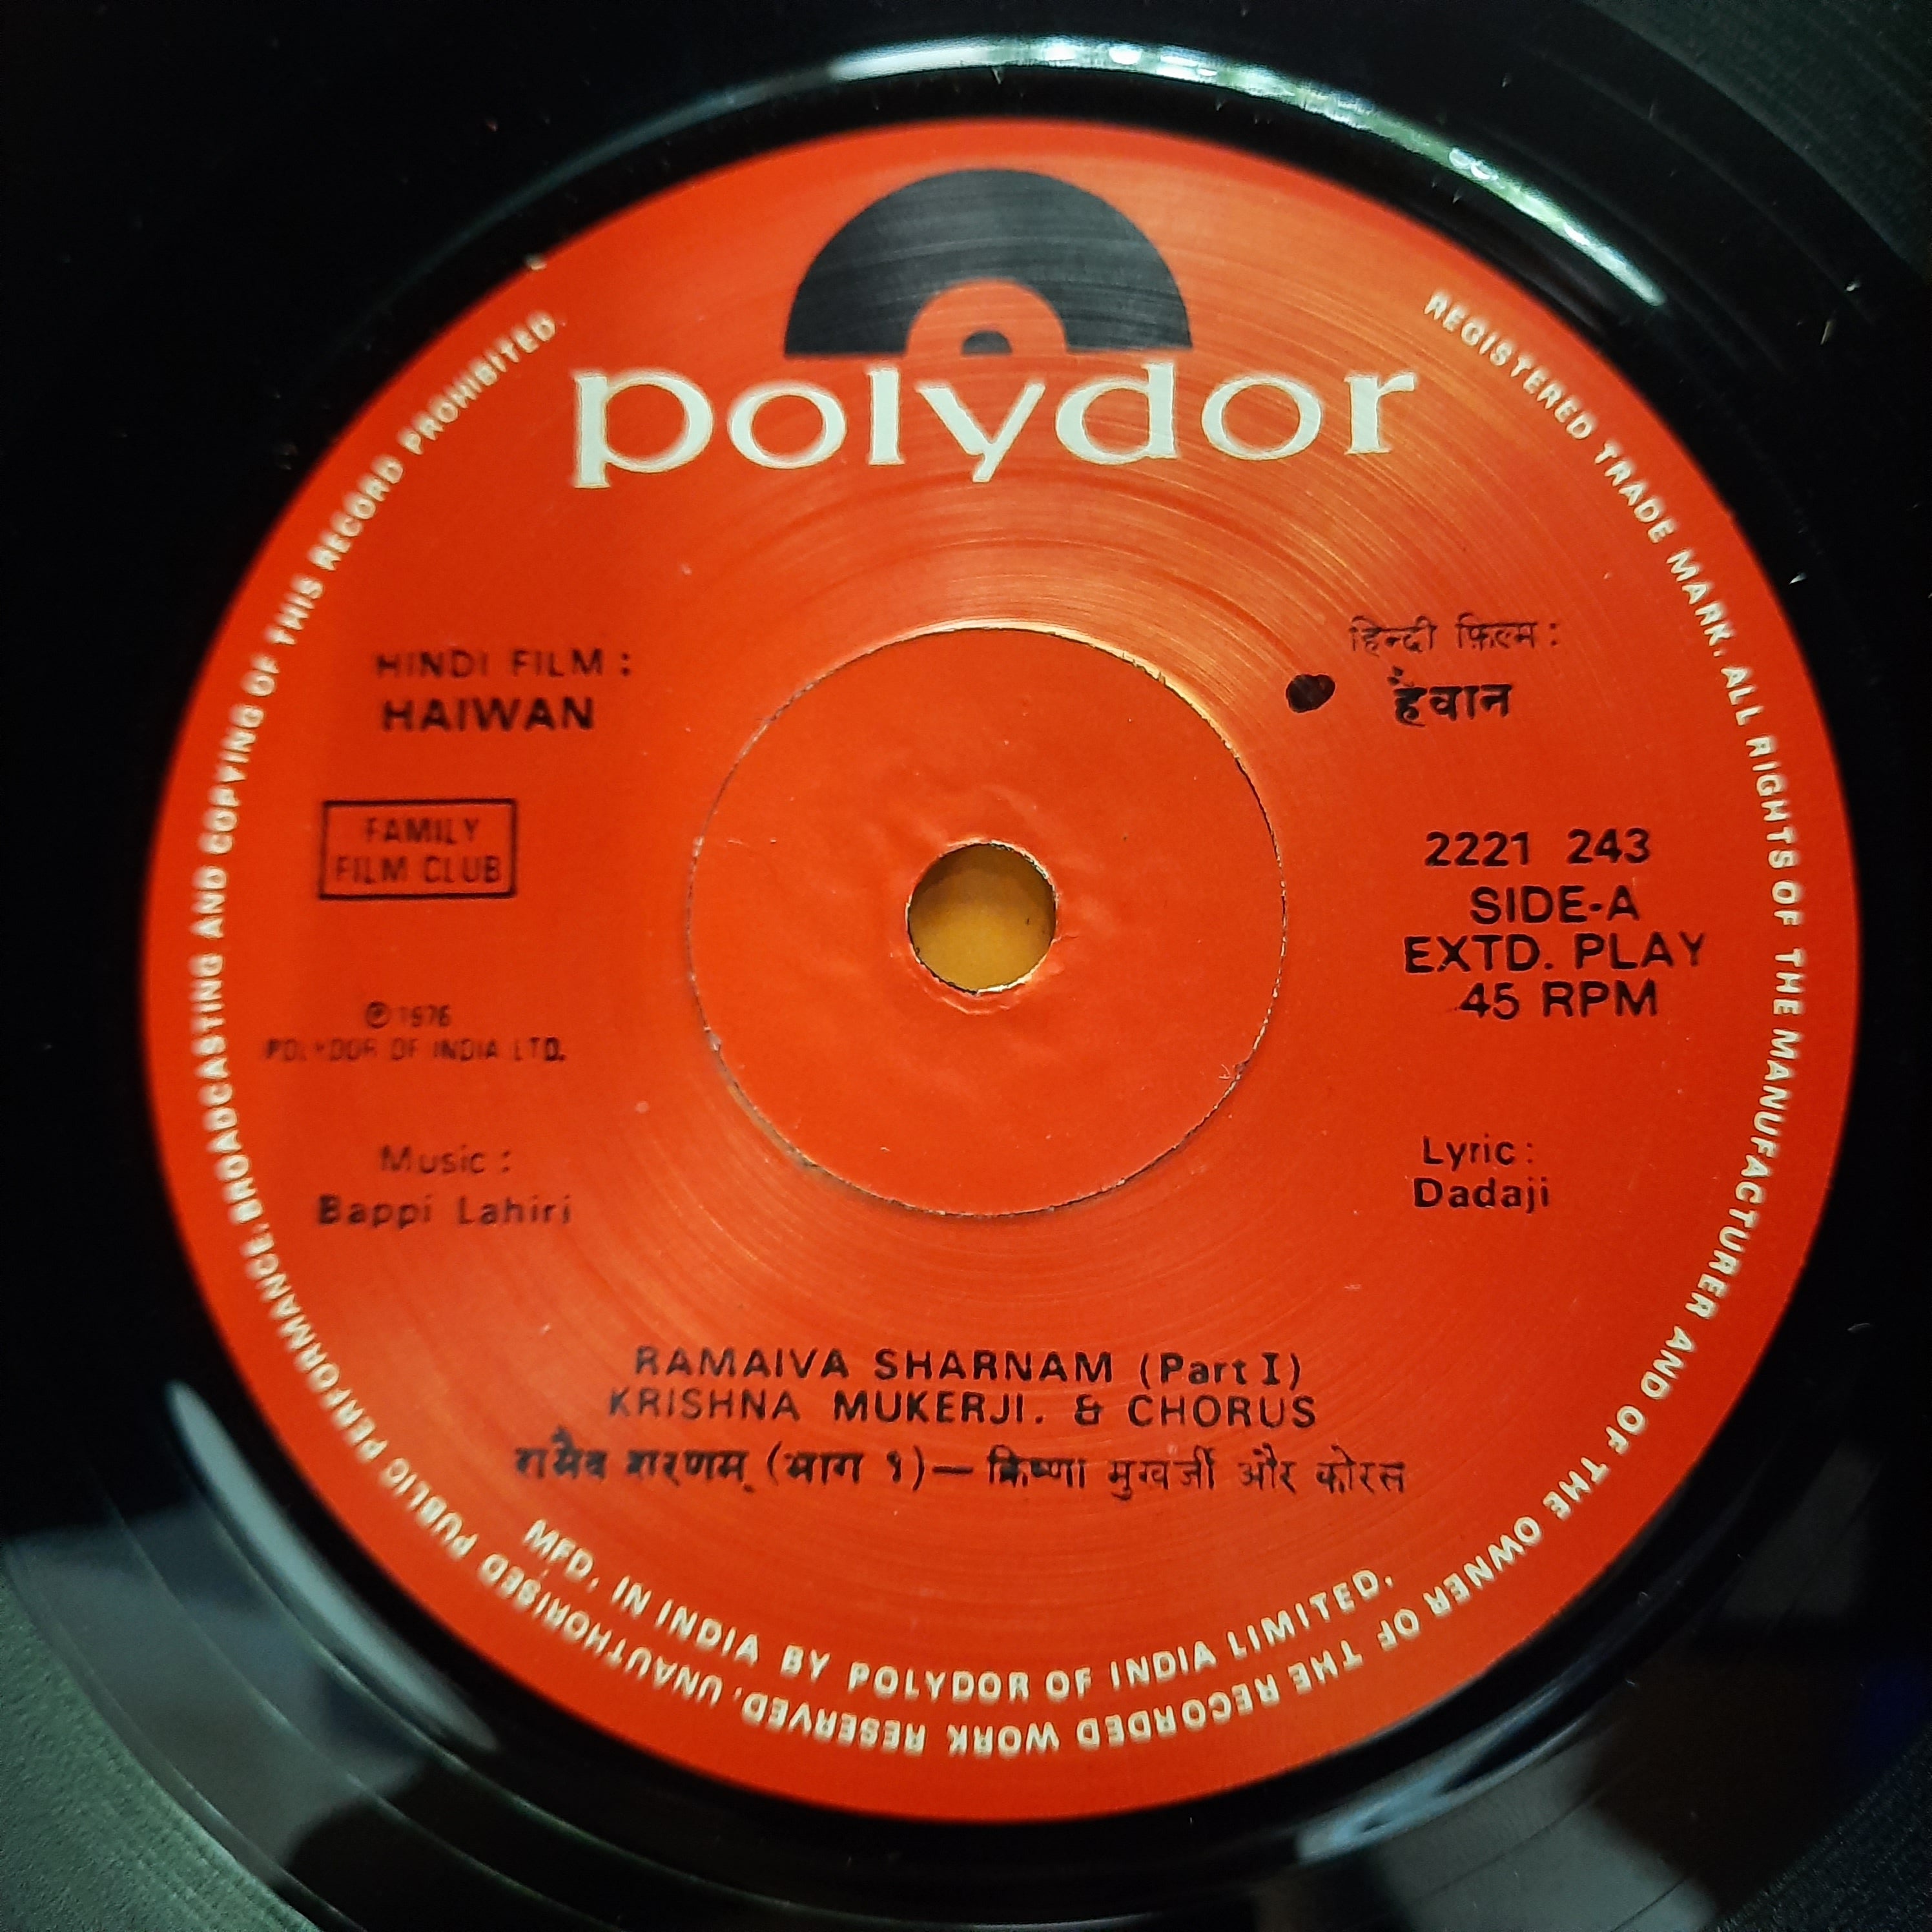 polydor
HINDI FILM :
HAIWAN
हिन्दी फ़िल्म :
हैवान
FAMILY
FILM CLUB
2221 243
SIDE-A
EXTD. PLAY
45 RPM
℗ 1976
POLYDOR OF INDIA LTD.
Music :
Bappi Lahiri
Lyric :
Dadaji
RAMAIVA SHARNAM (Part I)
KRISHNA MUKERJI. & CHORUS
रामैव शरणम् (भाग १) — क्रिष्णा मुखर्जी और कोरस
MFD. IN INDIA BY POLYDOR OF INDIA LIMITED.
REGISTERED TRADE MARK. ALL RIGHTS OF THE MANUFACTURER AND OF THE OWNER OF THE RECORDED WORK RESERVED. UNAUTHORISED PUBLIC PERFORMANCE. BROADCASTING AND COPYING OF THIS RECORD PROHIBITED.